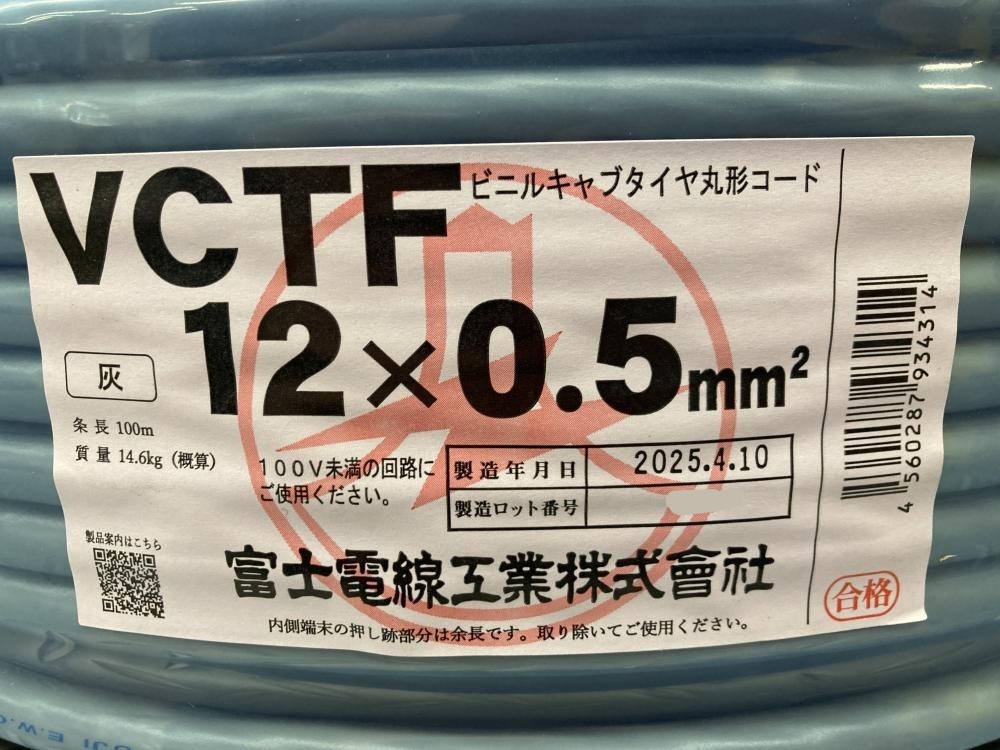 VCTF ビニルキャブタイヤ丸形コード
12×0.5mm²
灰
条長 100m
質量 14.6kg（概算）
100V未満の回路に
ご使用ください。
製造年月日 2025.4.10
製造ロット番号
製品案内はこちら
富士電線工業株式會社
内側端末の押し跡部分は余長です。取り除いてご使用ください。
4560287934314
合格